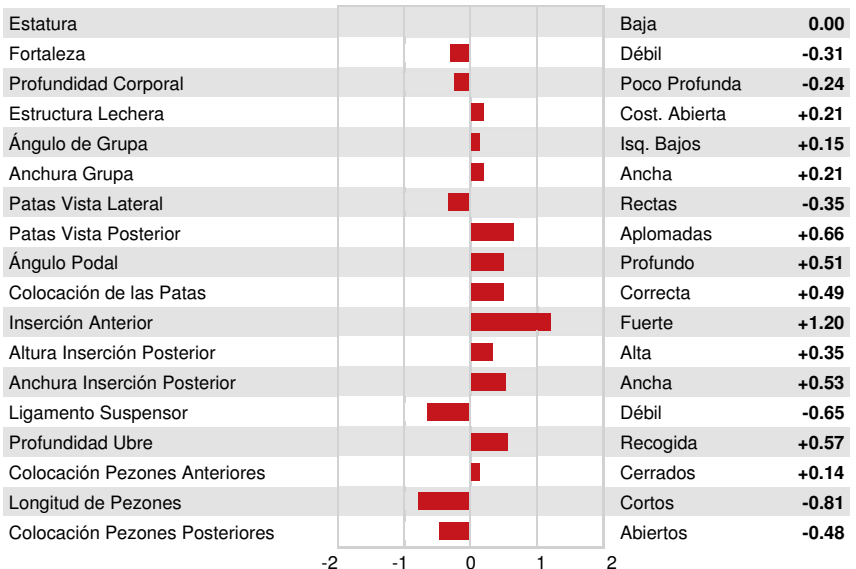 Estatura Baja 0.00
Fortaleza Débil -0.31
Profundidad Corporal Poco Profunda -0.24
Estructura Lechera Cost. Abierta +0.21
Ángulo de Grupa Isq. Bajos +0.15
Anchura Grupa Ancha +0.21
Patas Vista Lateral Rectas -0.35
Patas Vista Posterior Aplomadas +0.66
Ángulo Podal Profundo +0.51
Colocación de las Patas Correcta +0.49
Inserción Anterior Fuerte +1.20
Altura Inserción Posterior Alta +0.35
Anchura Inserción Posterior Ancha +0.53
Ligamento Suspensor Débil -0.65
Profundidad Ubre Recogida +0.57
Colocación Pezones Anteriores Cerrados +0.14
Longitud de Pezones Cortos -0.81
Colocación Pezones Posteriores Abiertos -0.48
-2 -1 0 1 2